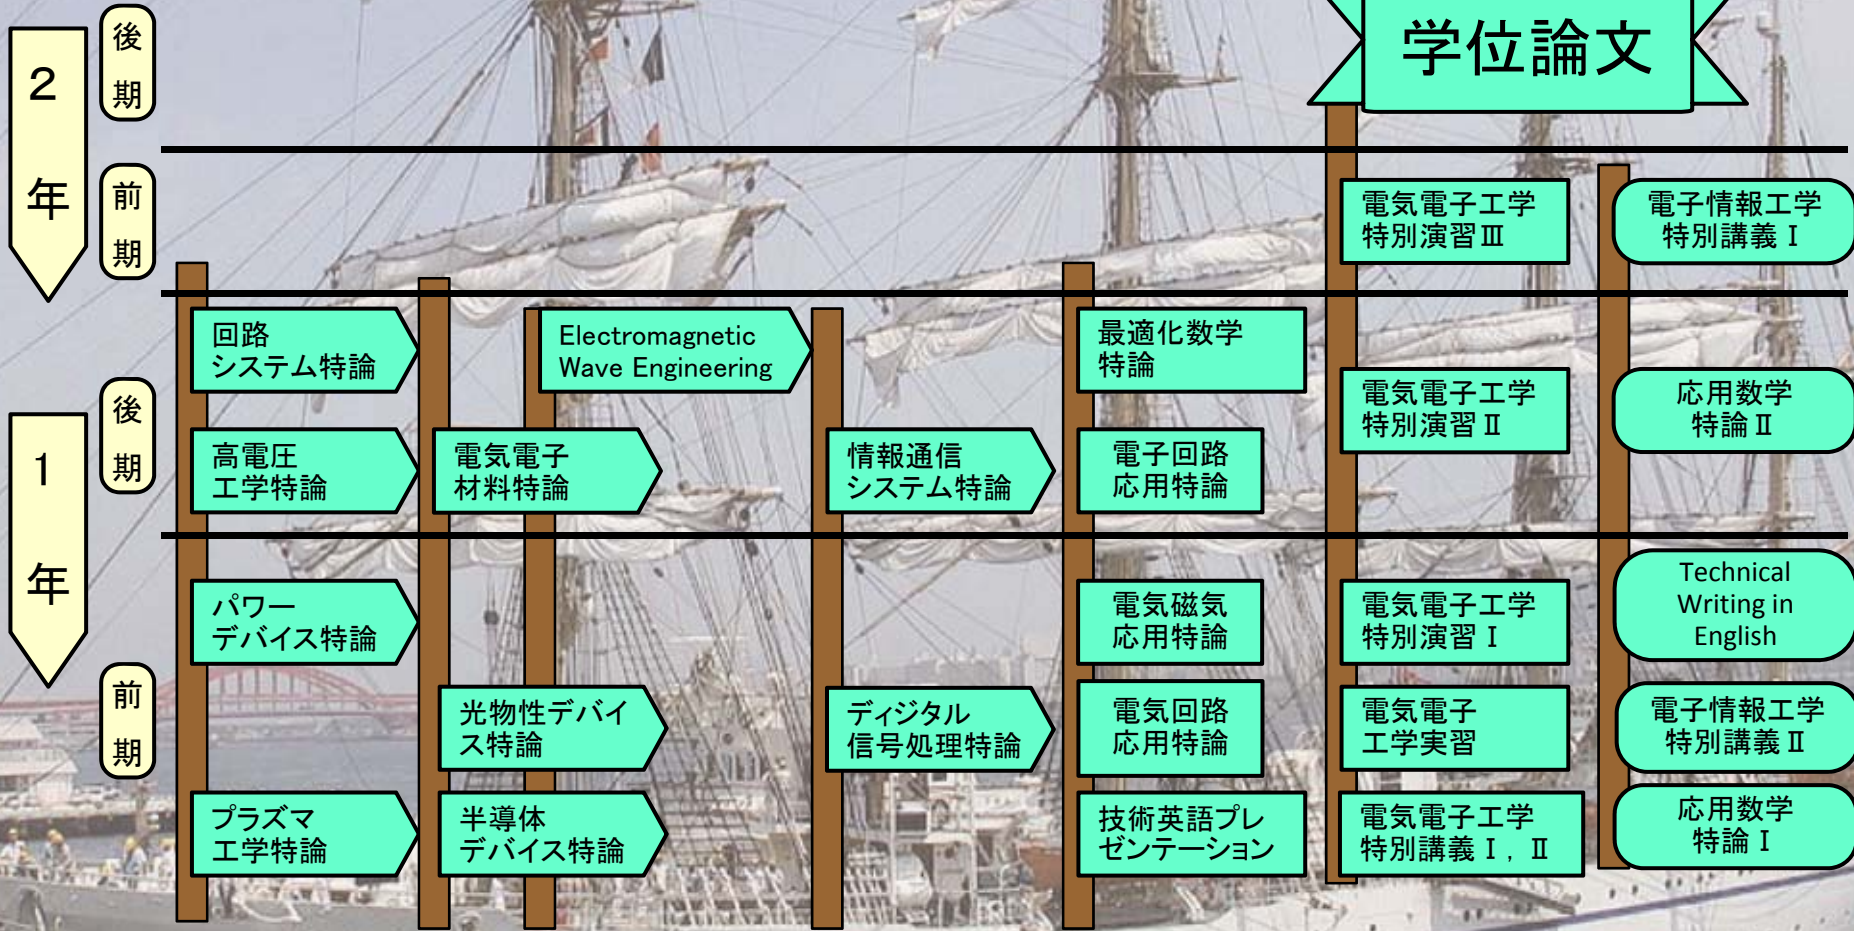 学位論文
2
年
後
期
前
期
電気電子工学
特別演習Ⅲ
電子情報工学
特別講義Ⅰ
1
年
後
期
回路
システム特論
Electromagnetic
Wave Engineering
最適化数学
特論
電気電子工学
特別演習Ⅱ
応用数学
特論Ⅱ
高電圧
工学特論
電気電子
材料特論
情報通信
システム特論
電子回路
応用特論
前
期
パワー
デバイス特論
電気磁気
応用特論
電気電子工学
特別演習Ⅰ
Technical
Writing in
English
光物性デバイ
ス特論
ディジタル
信号処理特論
電気回路
応用特論
電気電子
工学実習
電子情報工学
特別講義Ⅱ
プラズマ
工学特論
半導体
デバイス特論
技術英語プレ
ゼンテーション
電気電子工学
特別講義Ⅰ，Ⅱ
応用数学
特論Ⅰ